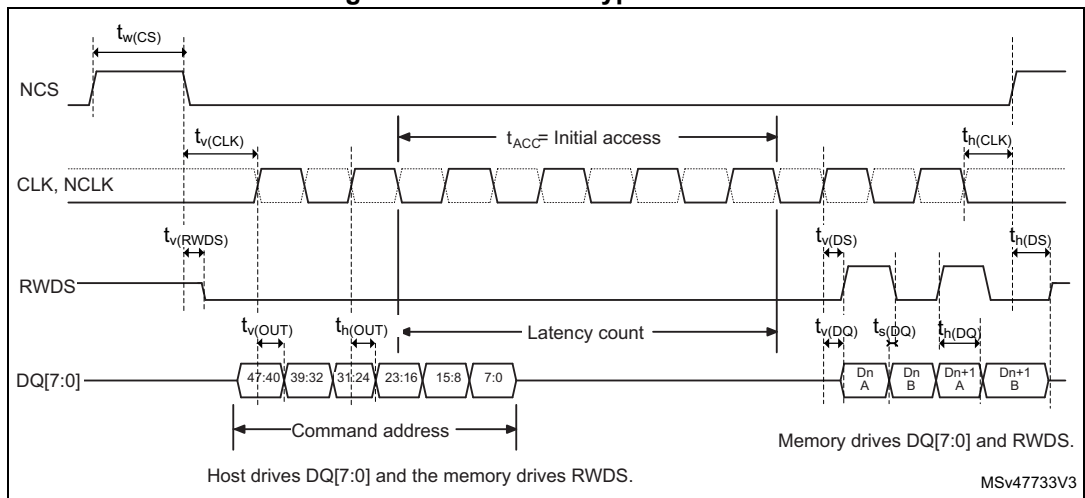 tw(CS)
NCS
tv(CLK)
tACC= Initial access
th(CLK)
CLK, NCLK
tv(RWDS)
tv(DS)
th(DS)
RWDS
tv(OUT)
th(OUT)
Latency count
tv(DQ)
ts(DQ)
th(DQ)
DQ[7:0]
47:40 39:32 31:24 23:16 15:8 7:0
Dn A
Dn B
Dn+1 A
Dn+1 B
Command address
Memory drives DQ[7:0] and RWDS.
Host drives DQ[7:0] and the memory drives RWDS.
MSv47733V3